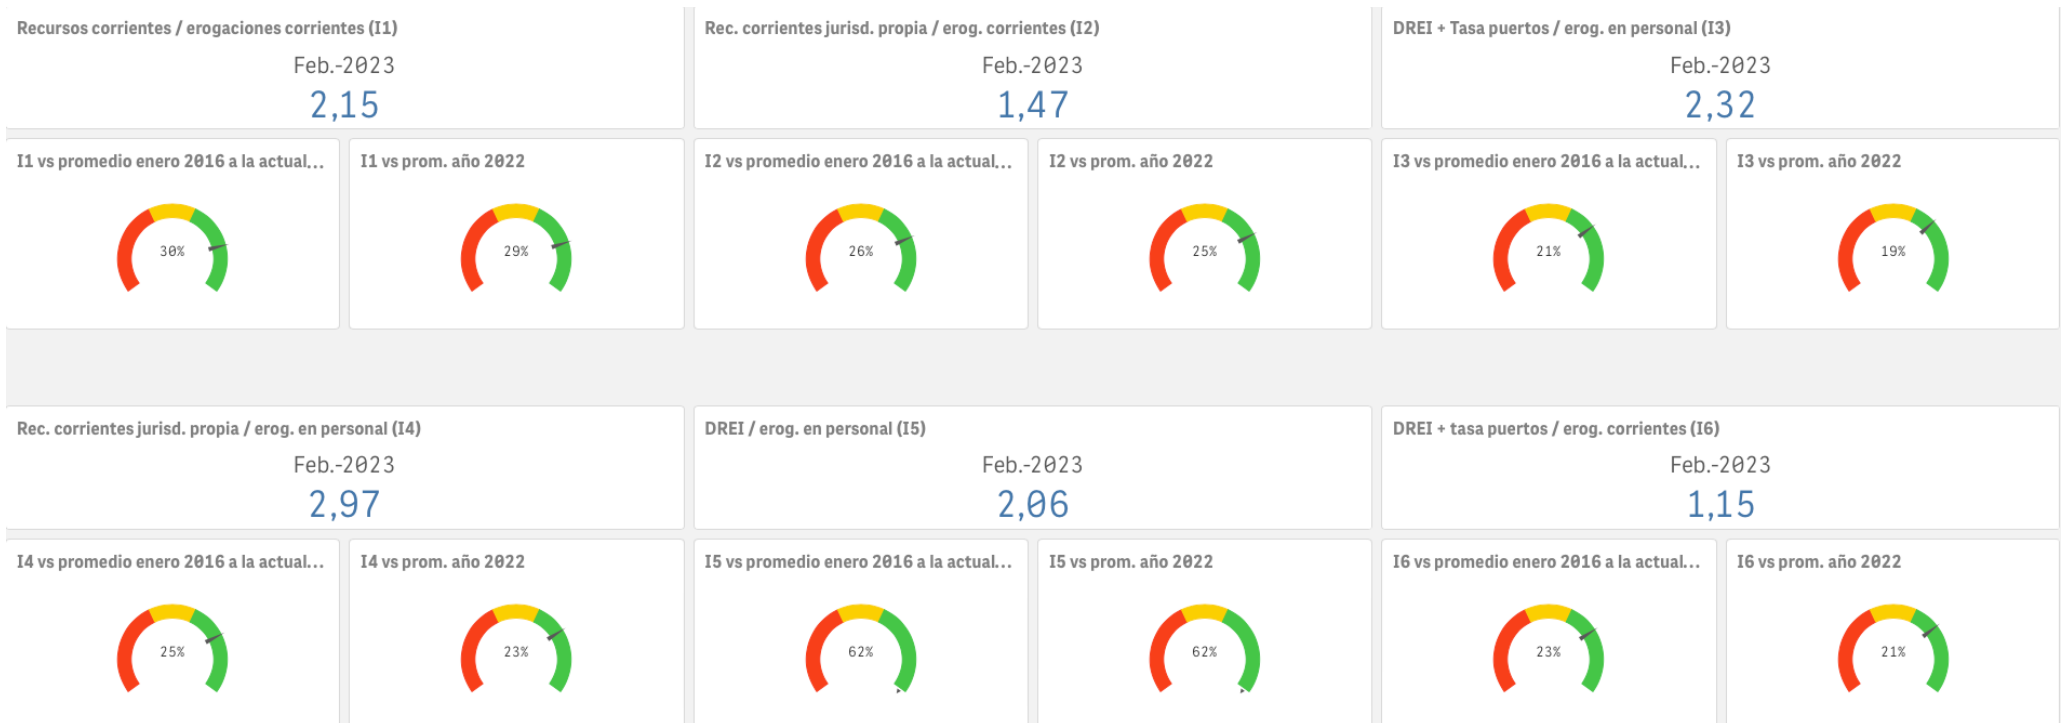 Recursos corrientes / erogaciones corrientes (I1)
Feb.-2023
2,15
Rec. corrientes jurisd. propia / erog. corrientes (I2)
Feb.-2023
1,47
DREI + Tasa puertos / erog. en personal (I3)
Feb.-2023
2,32
I1 vs promedio enero 2016 a la actual...
30%
I1 vs prom. año 2022
29%
I2 vs promedio enero 2016 a la actual...
26%
I2 vs prom. año 2022
25%
I3 vs promedio enero 2016 a la actual...
21%
I3 vs prom. año 2022
19%
Rec. corrientes jurisd. propia / erog. en personal (I4)
Feb.-2023
2,97
DREI / erog. en personal (I5)
Feb.-2023
2,06
DREI + tasa puertos / erog. corrientes (I6)
Feb.-2023
1,15
I4 vs promedio enero 2016 a la actual...
25%
I4 vs prom. año 2022
23%
I5 vs promedio enero 2016 a la actual...
62%
I5 vs prom. año 2022
62%
I6 vs promedio enero 2016 a la actual...
23%
I6 vs prom. año 2022
21%